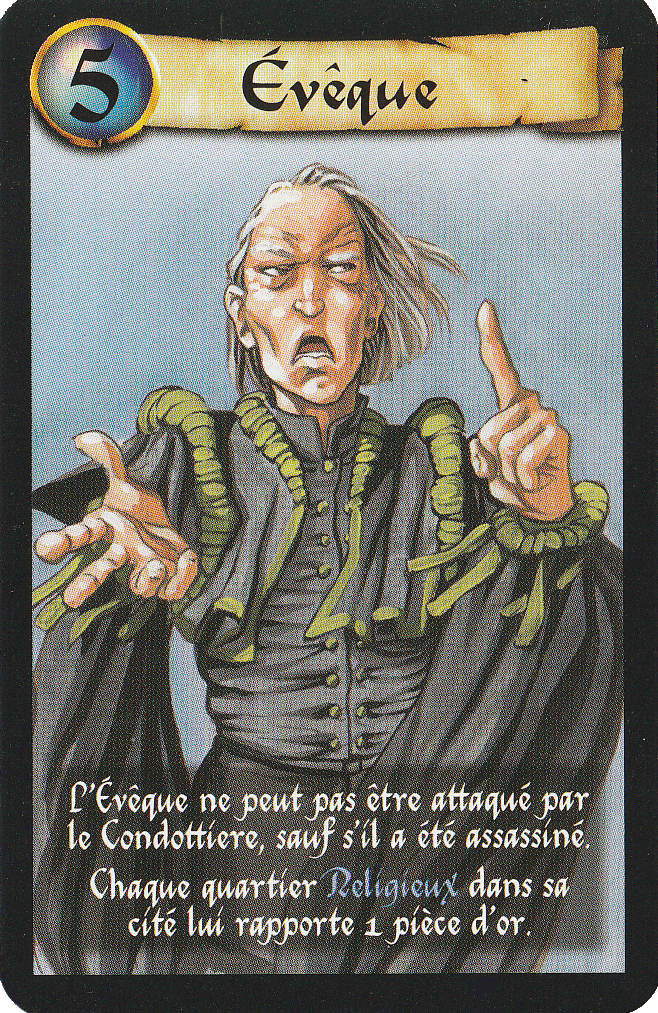 5
Évêque
L'Évêque ne peut pas être attaqué par
le Condottiere, sauf s'il a été assassiné.
Chaque quartier Religieux dans sa
cité lui rapporte 1 pièce d'or.